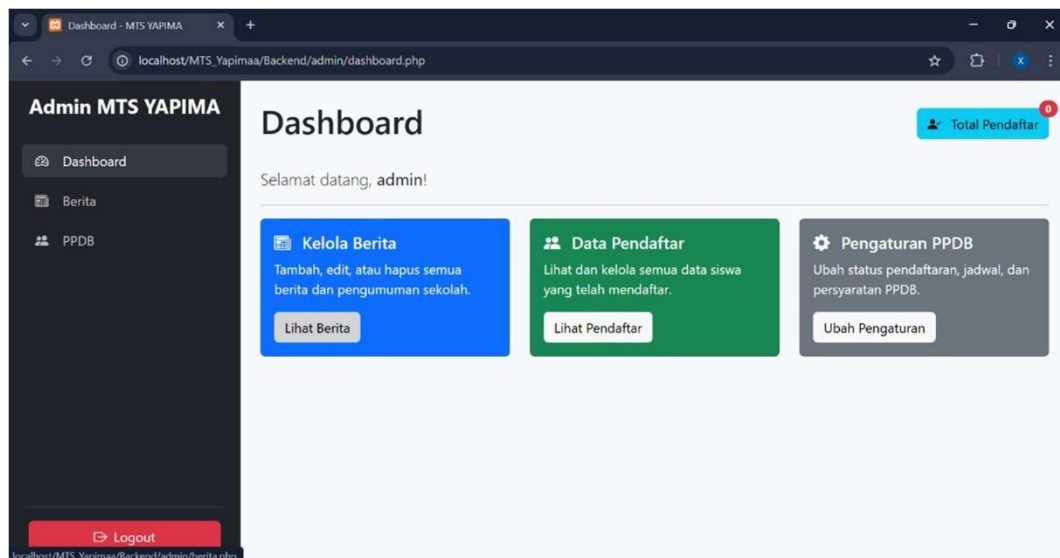 Dashboard - MTS YAPIMA
localhost/MTS_Yapimaa/Backend/admin/dashboard.php
X
Admin MTS YAPIMA
Dashboard
Berita
PPDB
Logout
localhost/MTS_Yapimaa/Backend/admin/berita.php
Dashboard
Total Pendaftar
0
Selamat datang, admin!
Kelola Berita
Tambah, edit, atau hapus semua
berita dan pengumuman sekolah.
Lihat Berita
Data Pendaftar
Lihat dan kelola semua data siswa
yang telah mendaftar.
Lihat Pendaftar
Pengaturan PPDB
Ubah status pendaftaran, jadwal, dan
persyaratan PPDB.
Ubah Pengaturan